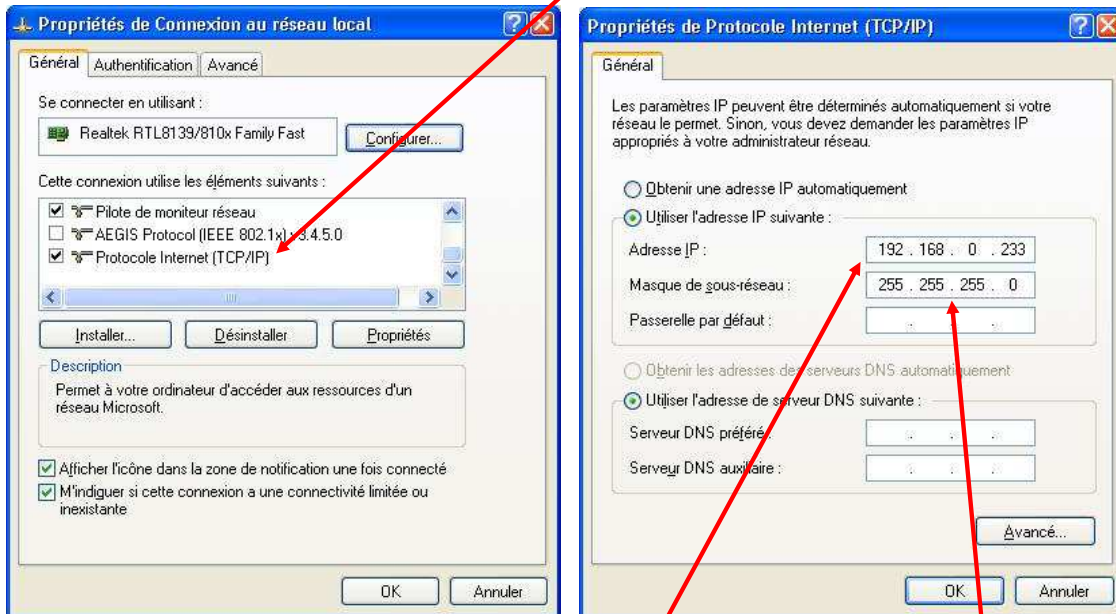 Propriétés de Connexion au réseau local
Général Authentification Avancé
Se connecter en utilisant :
Realtek RTL8139/810x Family Fast
Configurer...
Cette connexion utilise les éléments suivants :
Pilote de moniteur réseau
AEGIS Protocol (IEEE 802.1x) v3.4.5.0
Protocole Internet (TCP/IP)
Installer... Désinstaller Propriétés
Description
Permet à votre ordinateur d'accéder aux ressources d'un
réseau Microsoft.
Afficher l'icône dans la zone de notification une fois connecté
M'indiquer si cette connexion a une connectivité limitée ou
inexistante
OK Annuler
Propriétés de Protocole Internet (TCP/IP)
Général
Les paramètres IP peuvent être déterminés automatiquement si votre
réseau le permet. Sinon, vous devez demander les paramètres IP
appropriés à votre administrateur réseau.
Obtenir une adresse IP automatiquement
Utiliser l'adresse IP suivante :
Adresse IP : 192 . 168 . 0 . 233
Masque de sous-réseau : 255 . 255 . 255 . 0
Passerelle par défaut : . . .
Obtenir les adresses des serveurs DNS automatiquement
Utiliser l'adresse de serveur DNS suivante :
Serveur DNS préféré : . . .
Serveur DNS auxiliaire : . . .
Avancé...
OK Annuler